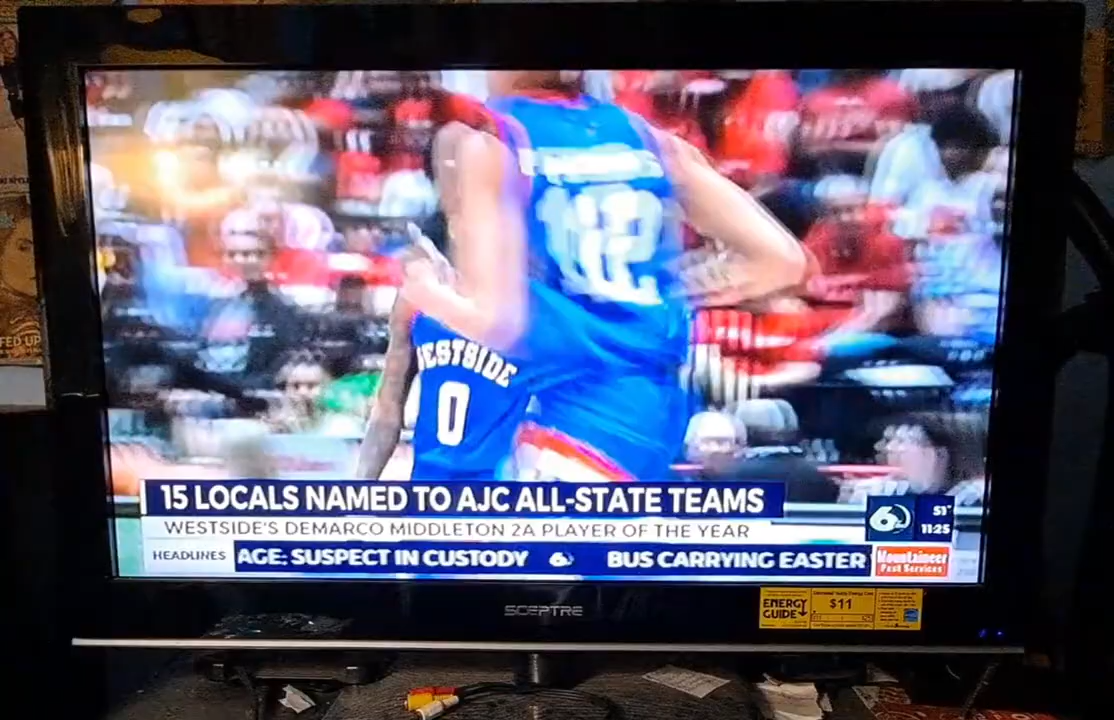 12
WESTSIDE
0
15 LOCALS NAMED TO AJC ALL-STATE TEAMS
WESTSIDE'S DEMARCO MIDDLETON 2A PLAYER OF THE YEAR
6
51°
11:25
HEADLINES
AGE: SUSPECT IN CUSTODY 6 BUS CARRYING EASTER
Mountaineer
Pest Services
SCEPTRE
ENERGY
GUIDE
$11
FED UP